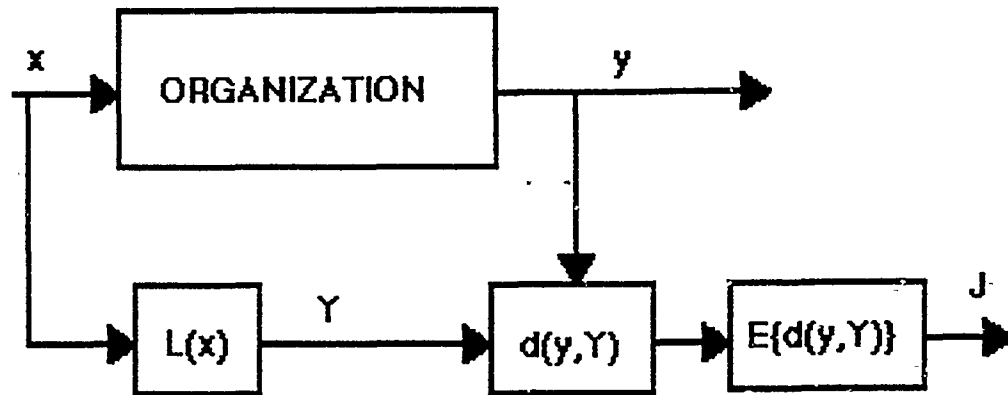 x
ORGANIZATION
y
L(x)
Y
d(y,Y)
E{d(y,Y)}
J